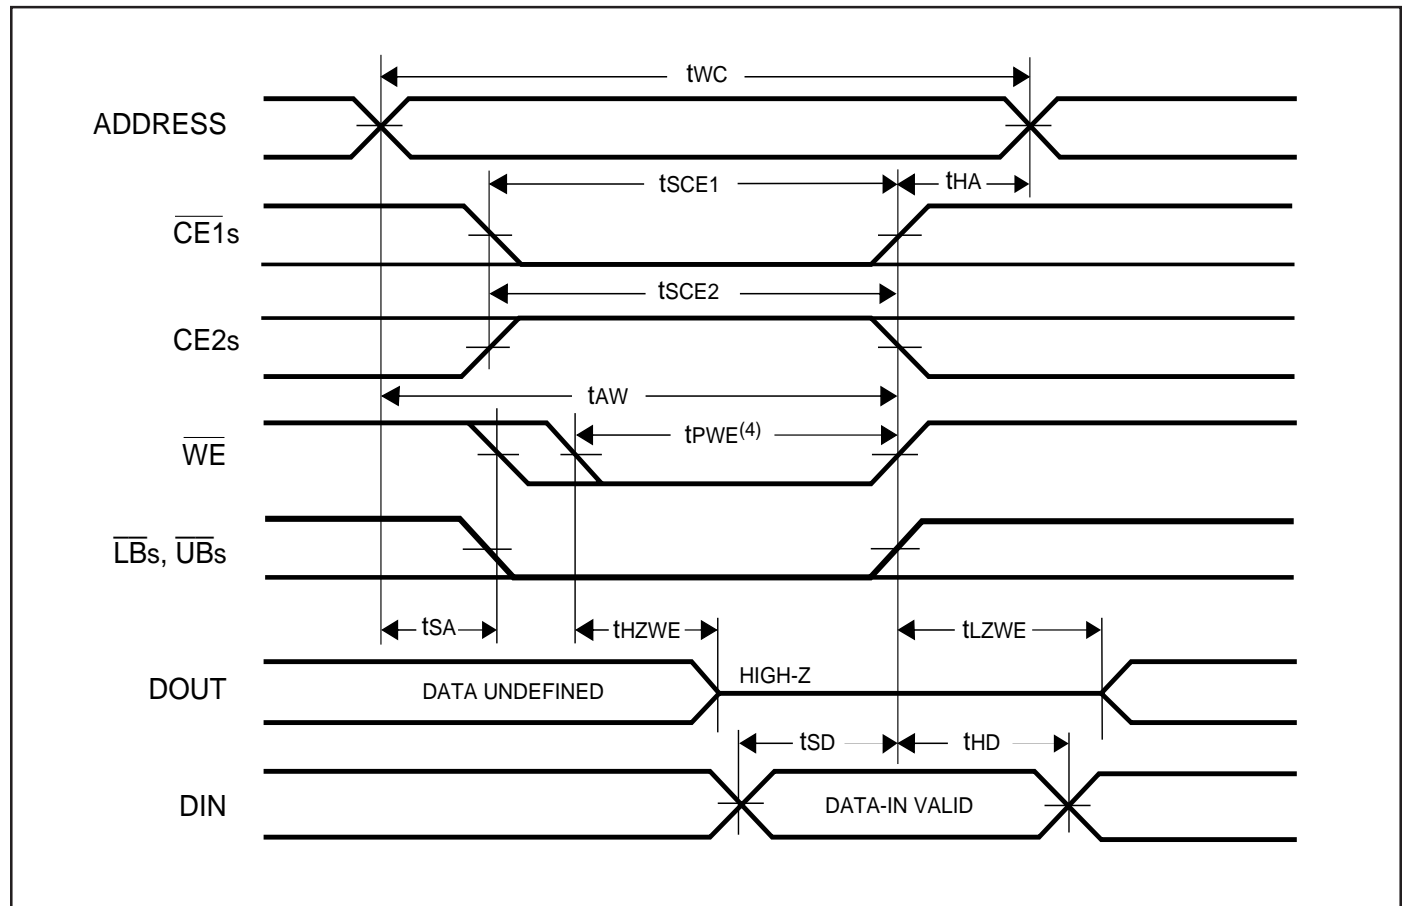 tWC
ADDRESS
tSCE1
tHA
CE1s
tSCE2
CE2s
tAW
tPWE(4)
WE
LBs, UBs
tSA
tHZWE
tLZWE
DOUT
DATA UNDEFINED
HIGH-Z
tSD
tHD
DIN
DATA-IN VALID